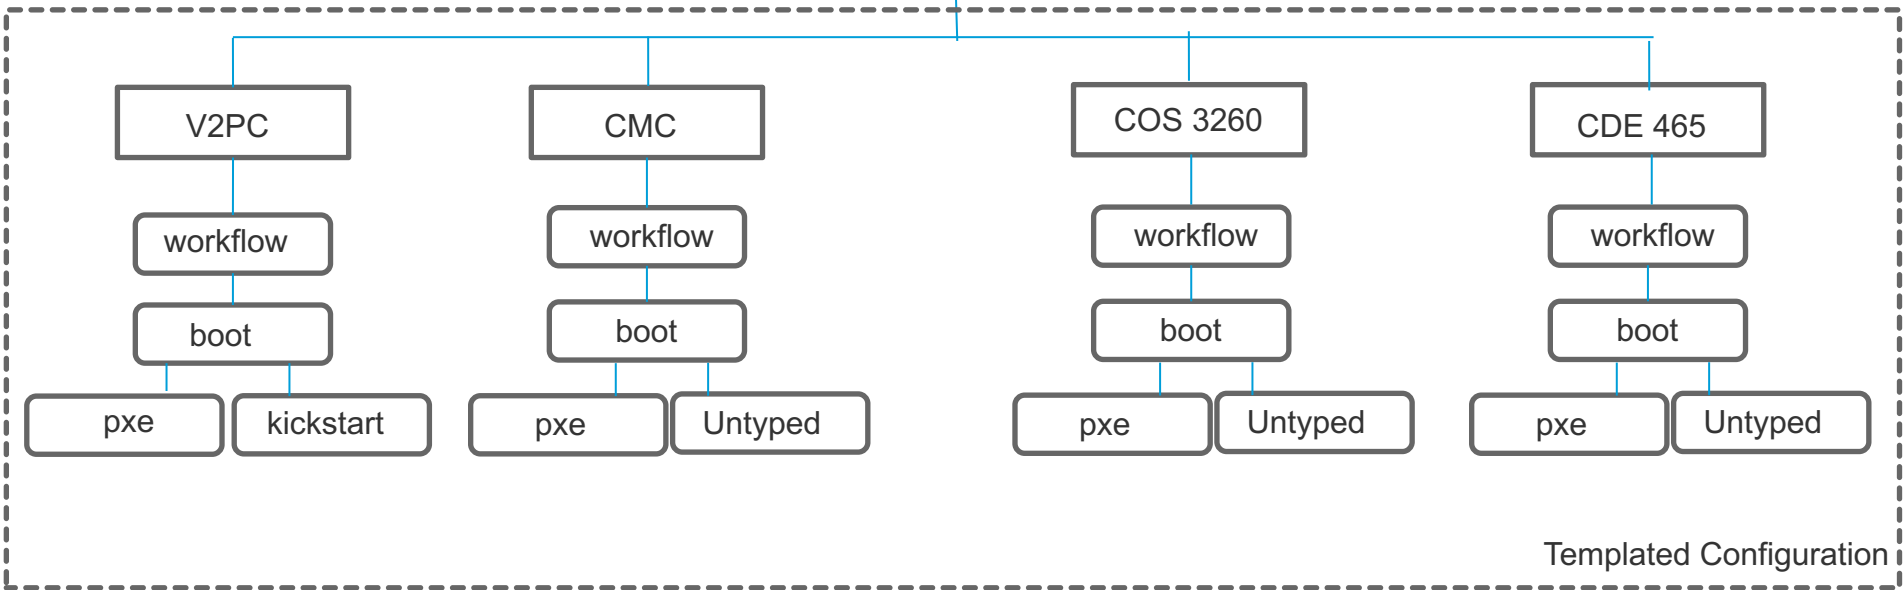 V2PC
CMC
COS 3260
CDE 465
workflow
workflow
workflow
workflow
boot
boot
boot
boot
pxe
kickstart
pxe
Untyped
pxe
Untyped
pxe
Untyped
Templated Configuration